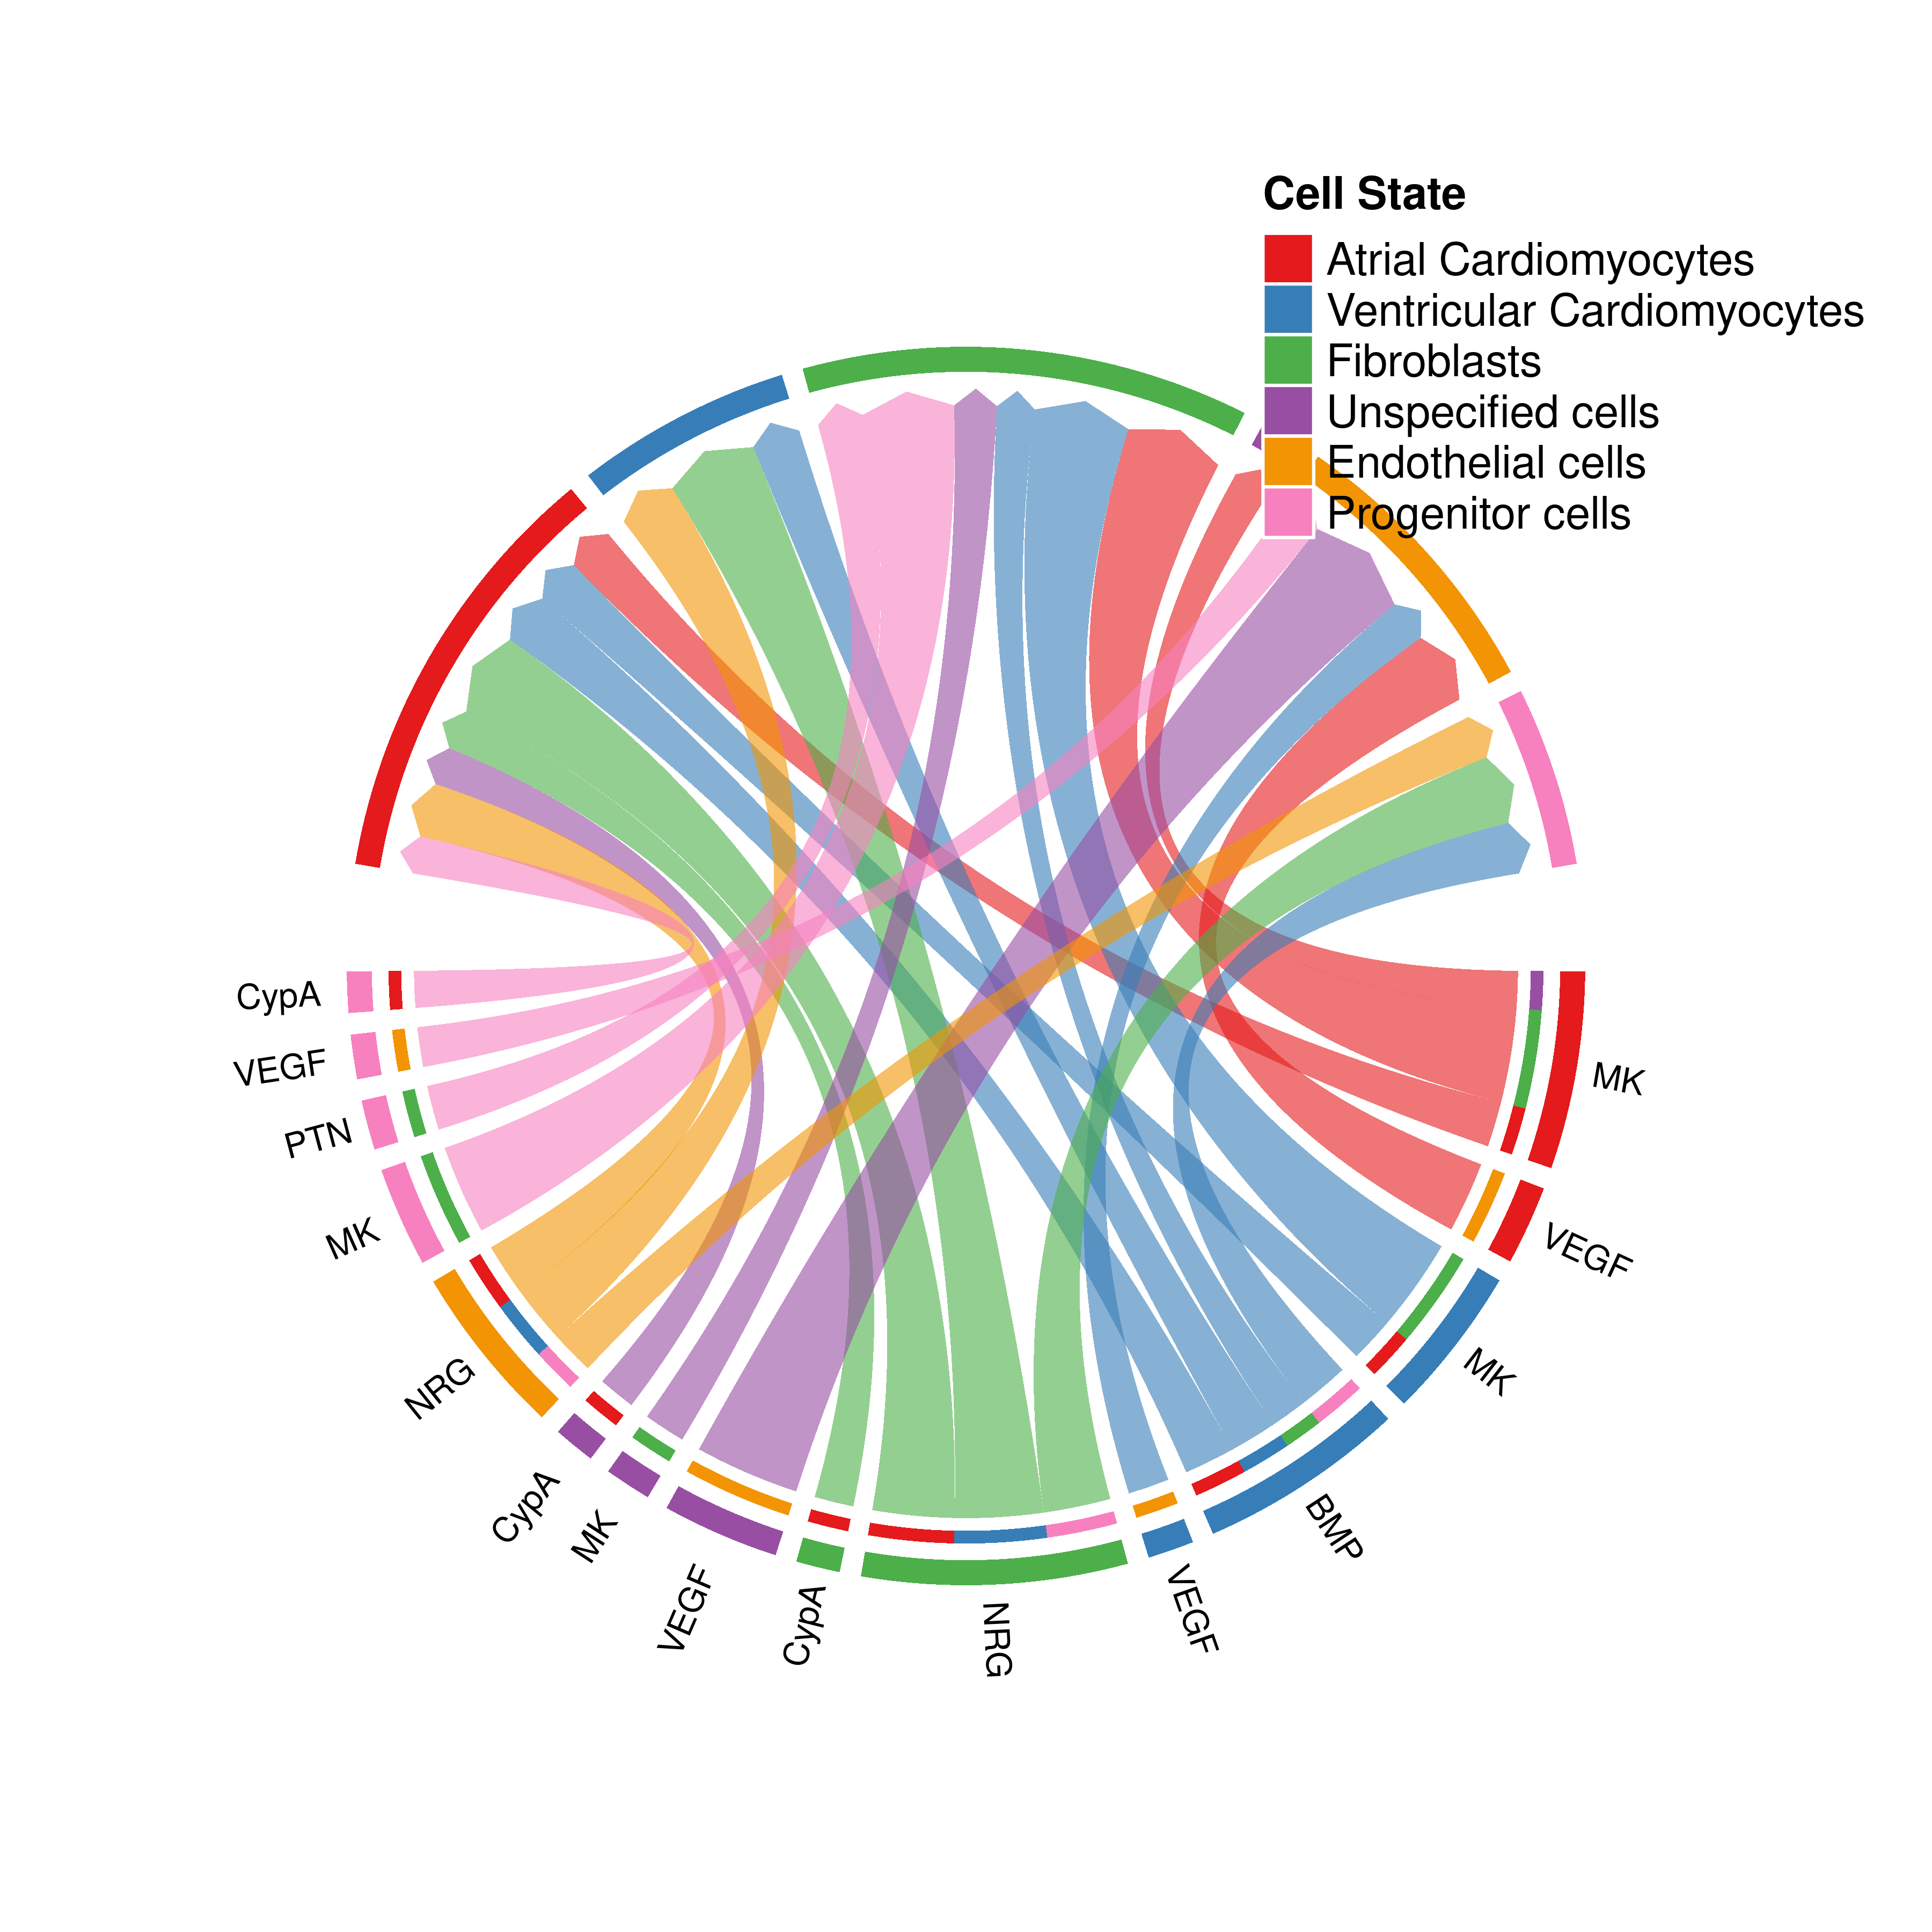 Cell State
Atrial Cardiomyocytes
Ventricular Cardiomyocytes
Fibroblasts
Unspecified cells
Endothelial cells
Progenitor cells
CypA
VEGF
PTN
MK
NRG
CypA
MK
VEGF
CypA
NRG
VEGF
BMP
MK
VEGF
MK